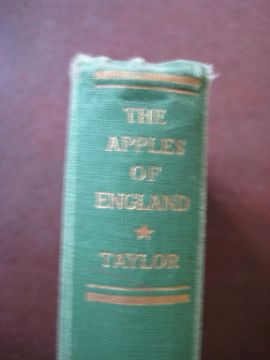 THE
APPLES
OF
ENGLAND
TAYLOR